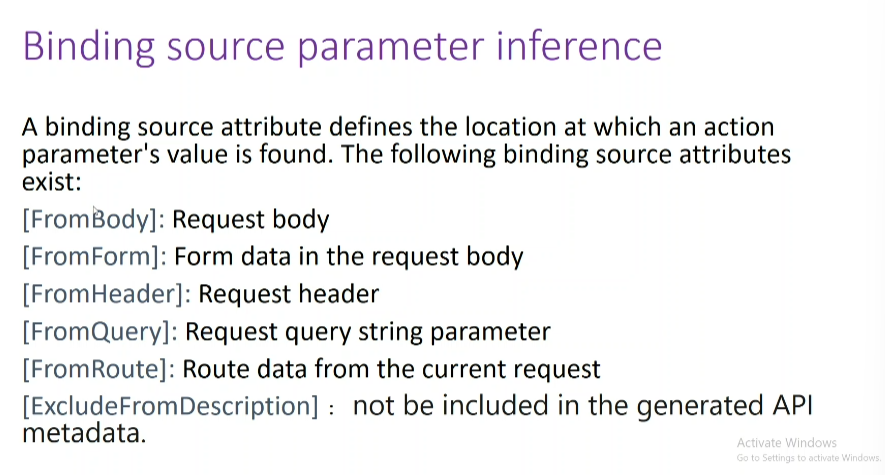 Binding source parameter inference
A binding source attribute defines the location at which an action
parameter's value is found. The following binding source attributes
exist:
[FromBody]: Request body
[FromForm]: Form data in the request body
[FromHeader]: Request header
[FromQuery]: Request query string parameter
[FromRoute]: Route data from the current request
[ExcludeFromDescription] : not be included in the generated API
metadata.
Activate Windows
Go to Settings to activate Windows.